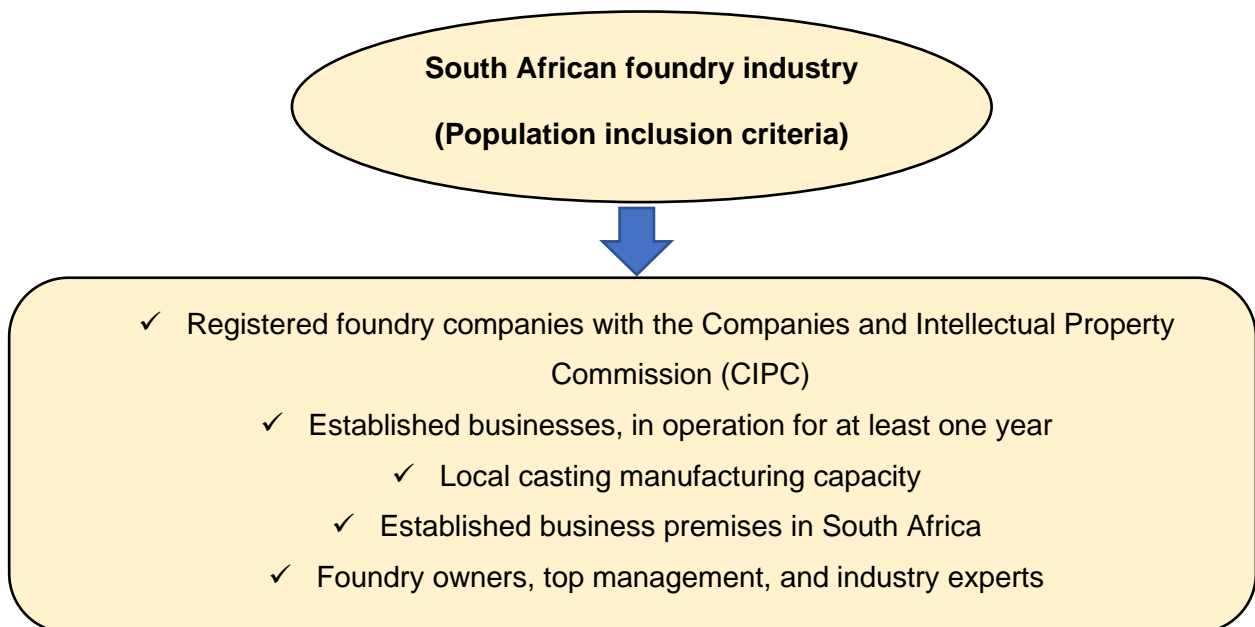 South African foundry industry
(Population inclusion criteria)
✓ Registered foundry companies with the Companies and Intellectual Property
Commission (CIPC)
✓ Established businesses, in operation for at least one year
✓ Local casting manufacturing capacity
✓ Established business premises in South Africa
✓ Foundry owners, top management, and industry experts